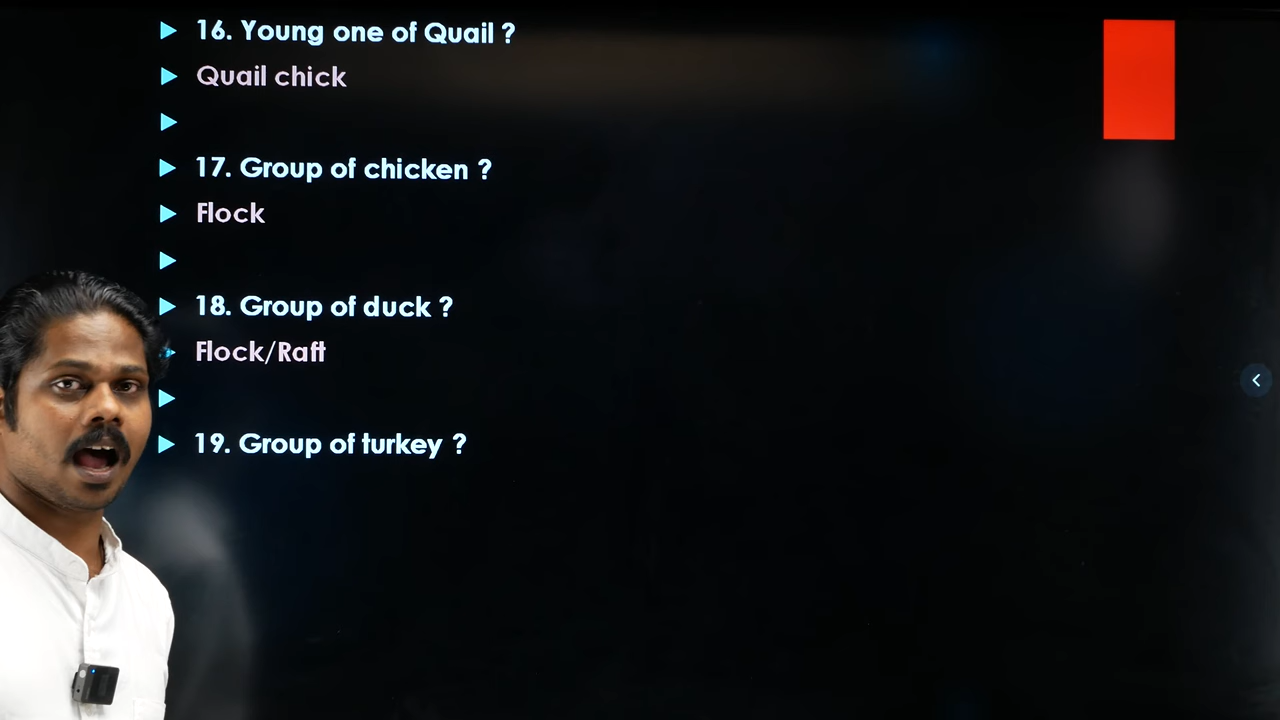 16. Young one of Quail ?
Quail chick
17. Group of chicken ?
Flock
18. Group of duck ?
Flock/Raft
19. Group of turkey ?